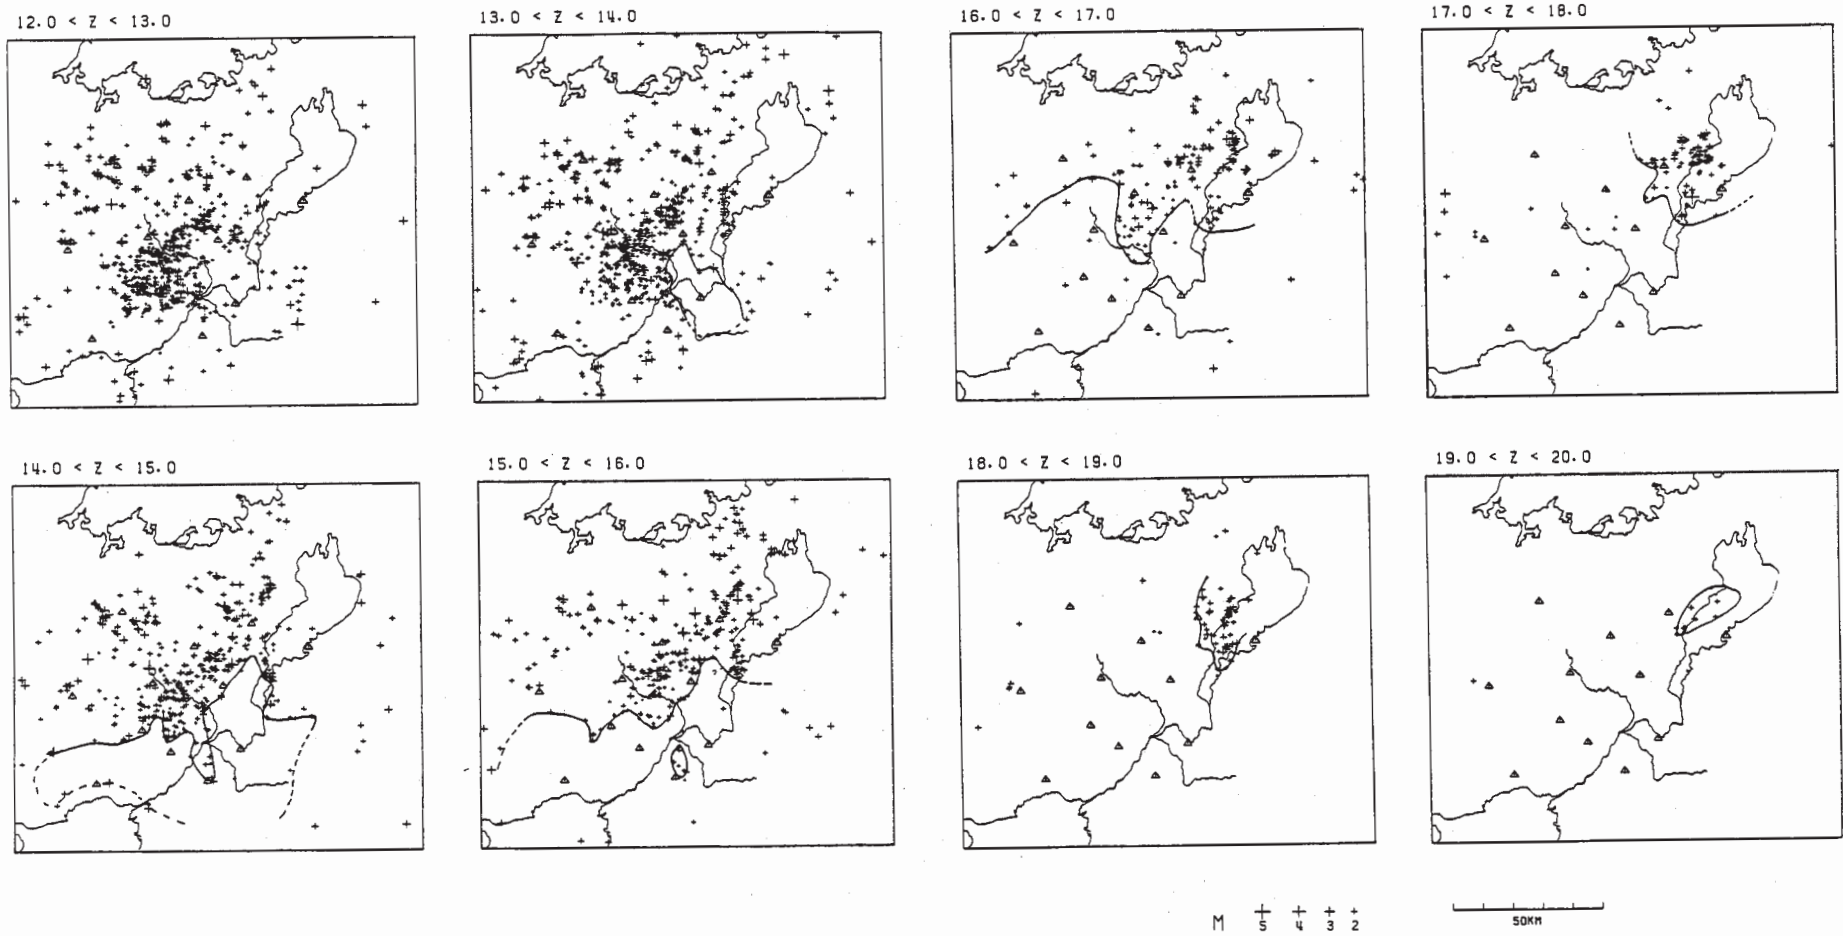 12.0 < Z < 13.0
13.0 < Z < 14.0
16.0 < Z < 17.0
17.0 < Z < 18.0
14.0 < Z < 15.0
15.0 < Z < 16.0
18.0 < Z < 19.0
19.0 < Z < 20.0
M 5 4 3 2
50KM